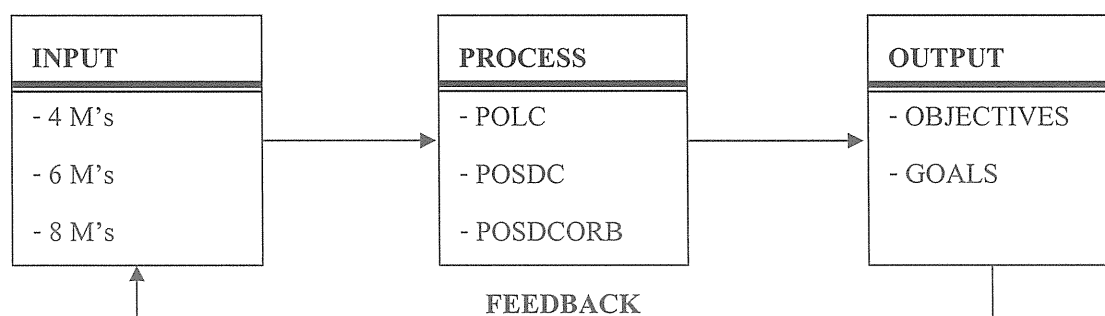 INPUT
- 4 M’s
- 6 M’s
- 8 M’s
PROCESS
- POLC
- POSDC
- POSDCORB
OUTPUT
- OBJECTIVES
- GOALS
FEEDBACK